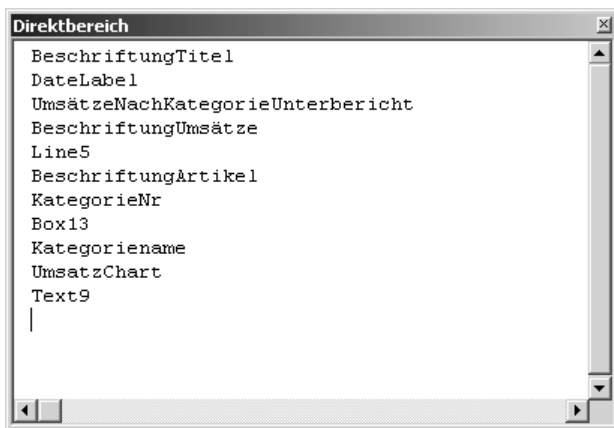 Direktbereich
BeschriftungTitel
DateLabel
UmsätzeNachKategorieUnterbericht
BeschriftungUmsätze
Line5
BeschriftungArtikel
KategorieNr
Box13
Kategoriename
UmsatzChart
Text9